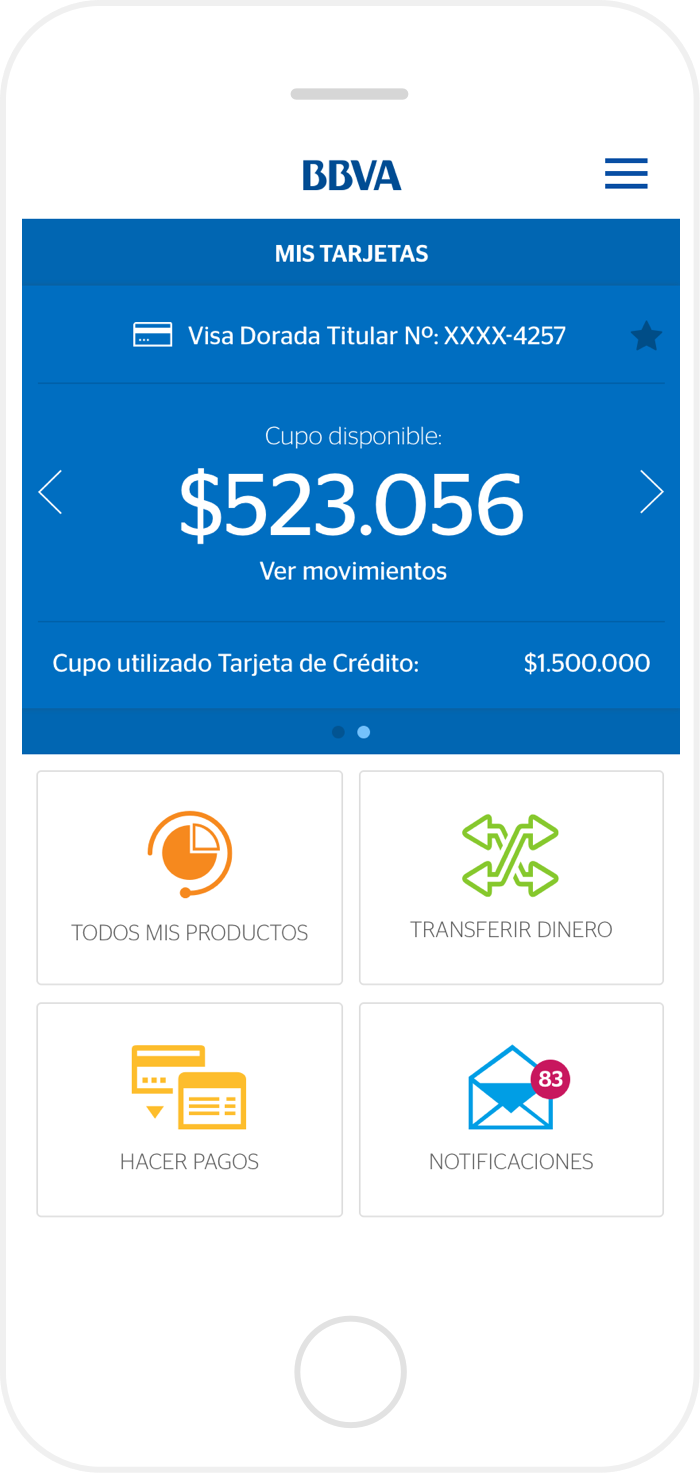 BBVA
MIS TARJETAS
Visa Dorada Titular Nº: XXXX-4257
Cupo disponible:
$523.056
Ver movimientos
Cupo utilizado Tarjeta de Crédito: $1.500.000
TODOS MIS PRODUCTOS
TRANSFERIR DINERO
HACER PAGOS
83
NOTIFICACIONES